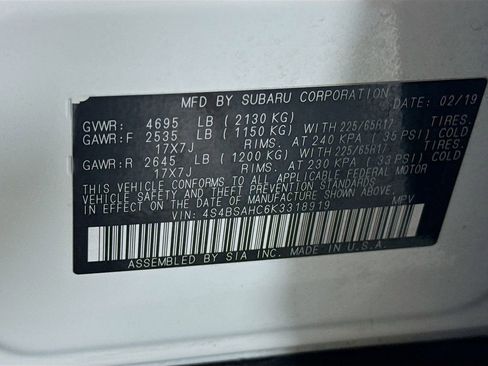 MFD BY SUBARU CORPORATION DATE: 02/19
GVWR: 4695 LB ( 2130 KG)
GAWR:F 2535 LB ( 1150 KG) WITH 225/65R17 TIRES.
17X7J RIMS. AT 240 KPA ( 35 PSI) COLD
GAWR:R 2645 LB ( 1200 KG) WITH 225/65R17 TIRES.
17X7J RIMS. AT 230 KPA ( 33 PSI) COLD
THIS VEHICLE CONFORMS TO ALL APPLICABLE FEDERAL MOTOR
VEHICLE SAFETY AND THEFT PREVENTION STANDARDS
IN EFFECT ON THE DATE OF MANUFACTURE SHOWN ABOVE.
VIN: 4S4BSAHC6K3318919 MPV
ASSEMBLED BY SIA INC. MADE IN U.S.A.